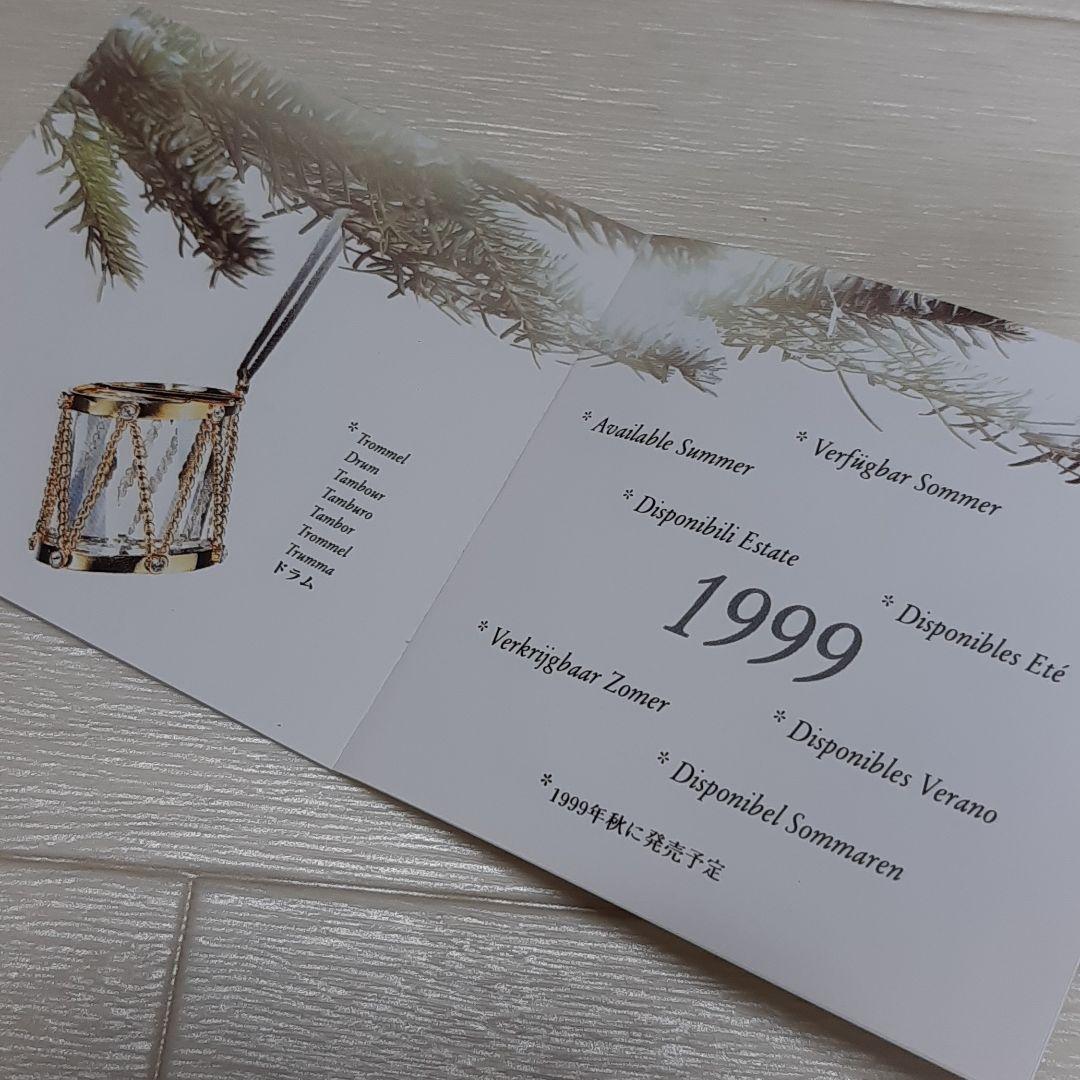 * Trommel
Drum
Tambour
Tamburo
Tambor
Trommel
Trumma
ドラム
* Available Summer
* Verfügbar Sommer
* Disponibili Estate
1999
* Disponibles Eté
* Verkrijgbaar Zomer
* Disponibles Verano
* Disponibel Sommaren
* 1999年秋に発売予定